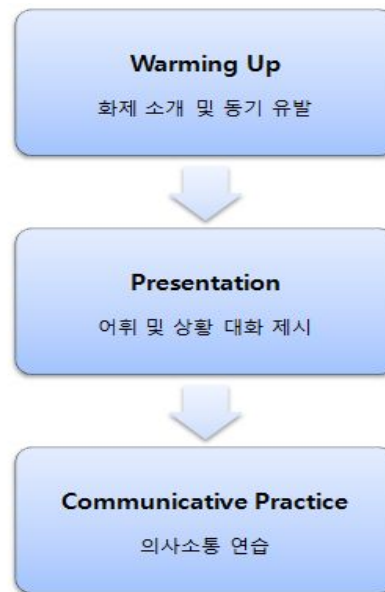 Warming Up
화제 소개 및 동기 유발
Presentation
어휘 및 상황 대화 제시
Communicative Practice
의사소통 연습